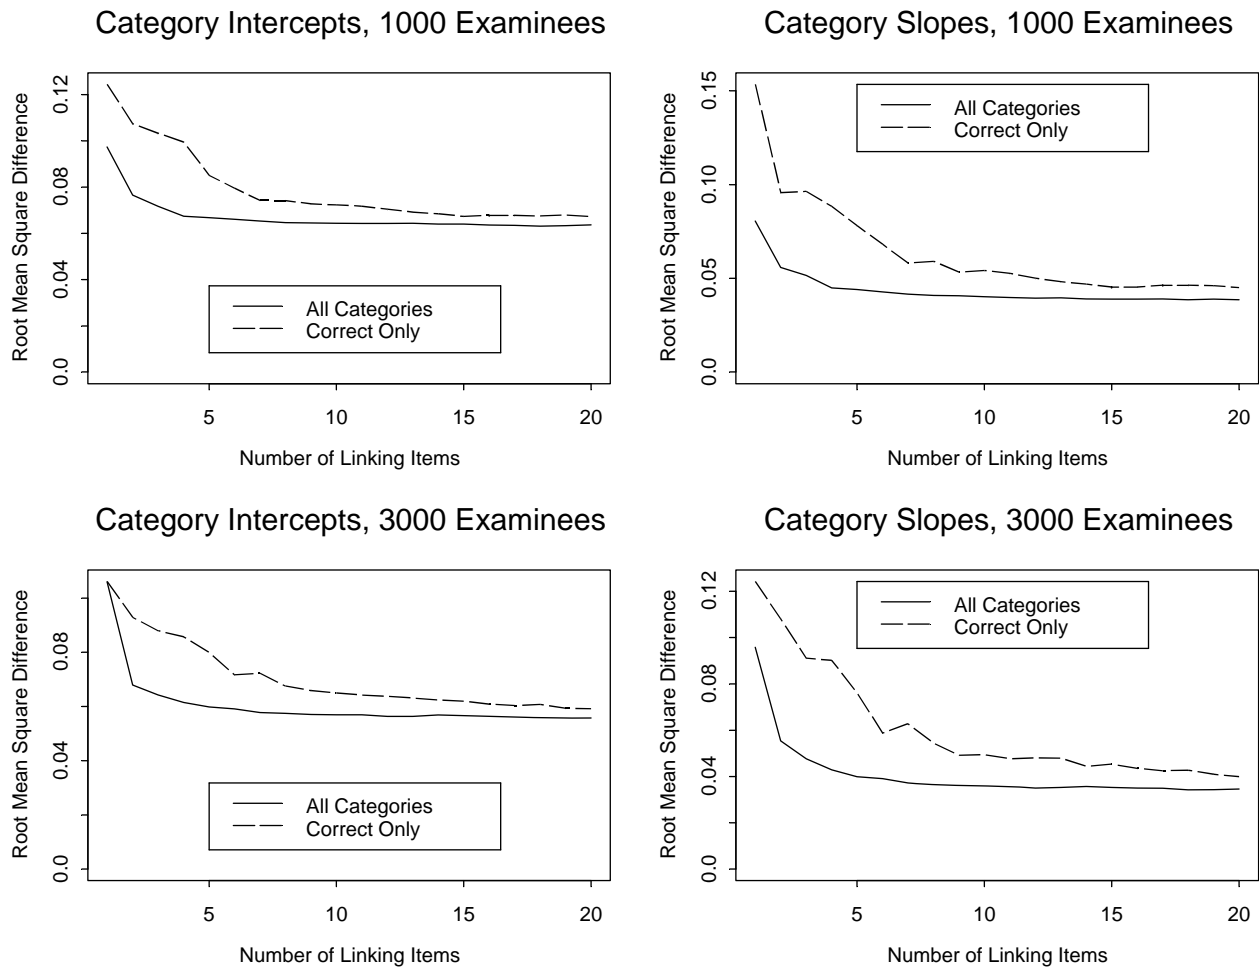 Category Intercepts, 1000 Examinees
Root Mean Square Difference
0.0
0.04
0.08
0.12
All Categories
Correct Only
5
10
15
20
Number of Linking Items
Category Slopes, 1000 Examinees
Root Mean Square Difference
0.0
0.05
0.10
0.15
All Categories
Correct Only
5
10
15
20
Number of Linking Items
Category Intercepts, 3000 Examinees
Root Mean Square Difference
0.0
0.04
0.08
All Categories
Correct Only
5
10
15
20
Number of Linking Items
Category Slopes, 3000 Examinees
Root Mean Square Difference
0.0
0.04
0.08
0.12
All Categories
Correct Only
5
10
15
20
Number of Linking Items